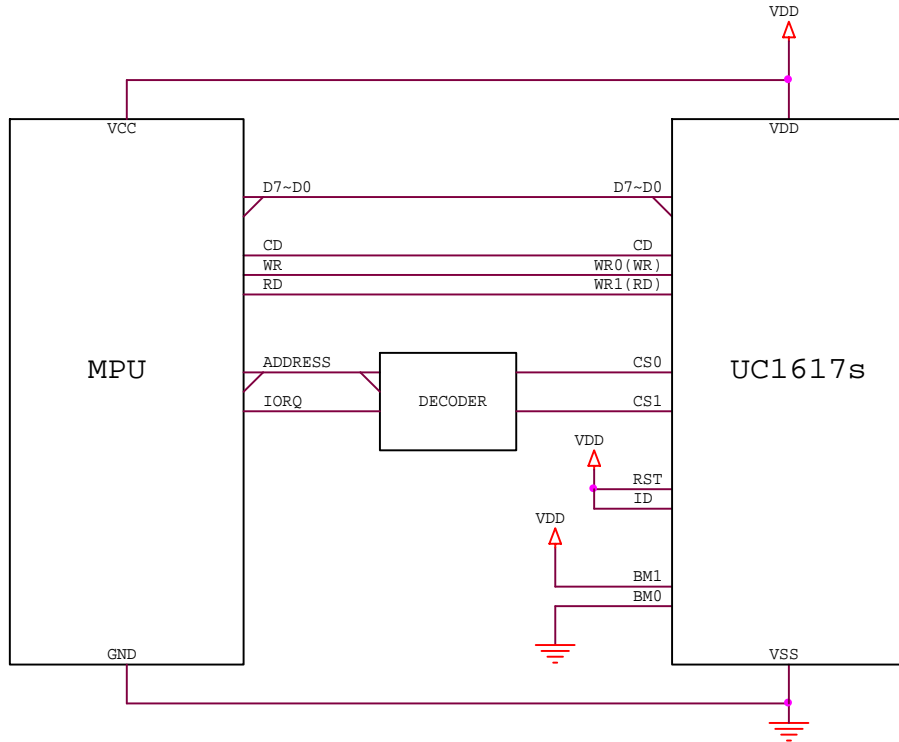 VDD
VCC
VDD
D7~D0
D7~D0
CD
CD
WR
WR0(WR)
RD
WR1(RD)
MPU
UC1617s
ADDRESS
CS0
DECODER
IORQ
CS1
VDD
RST
ID
VDD
BM1
BM0
GND
VSS